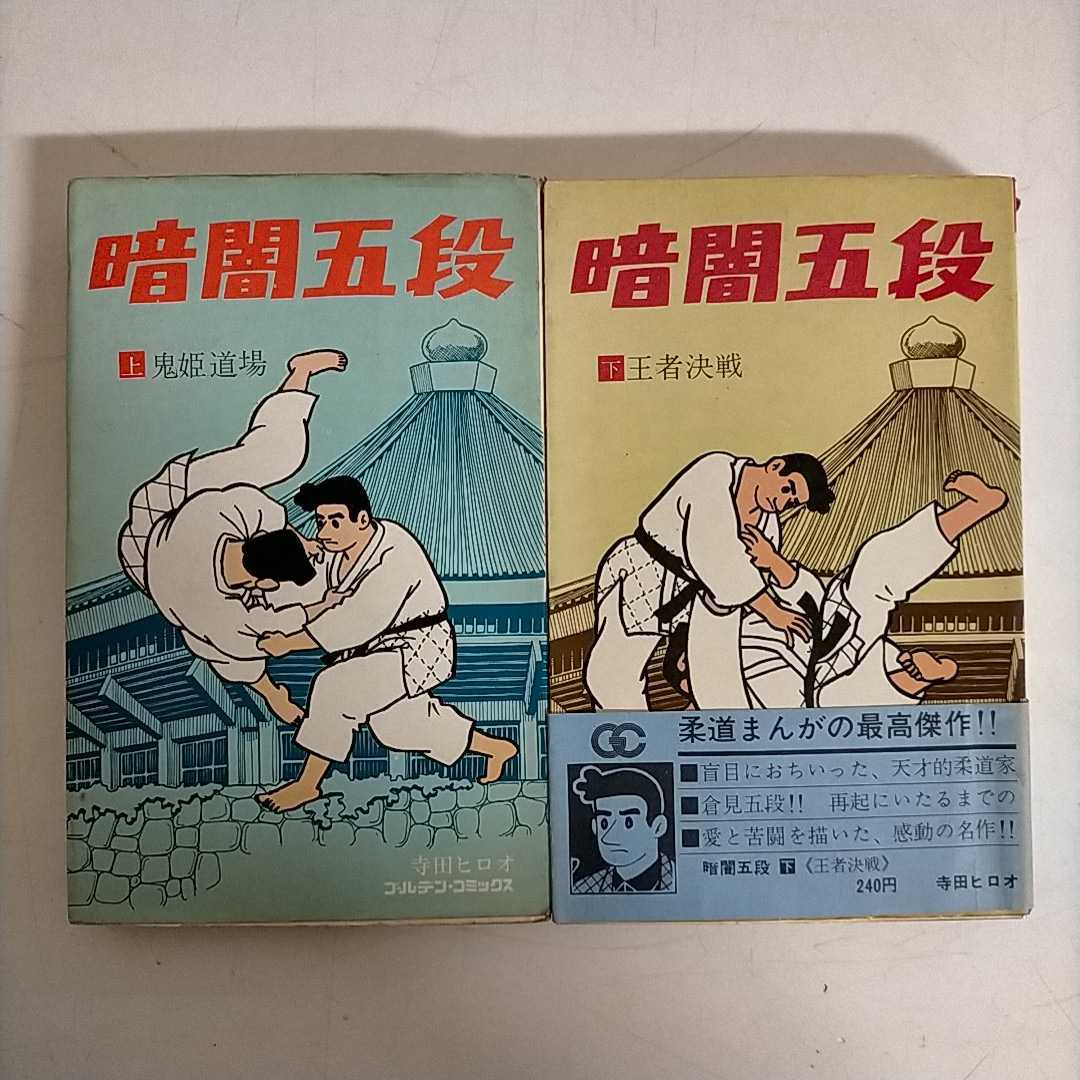 暗闇五段
上 鬼姫道場
寺田ヒロオ
ゴールデン・コミックス
暗闇五段
下 王者決戦
GC
柔道まんがの最高傑作!!
■盲目におちいった、天才的柔道家
■倉見五段!! 再起にいたるまでの
■愛と苦闘を描いた、感動の名作!!
暗闇五段 下 《王者決戦》
240円 寺田ヒロオ